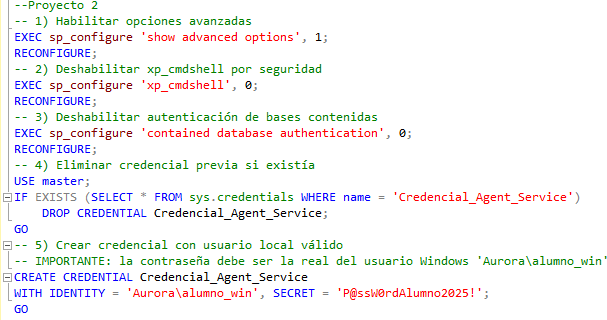 --Proyecto 2
-- 1) Habilitar opciones avanzadas
EXEC sp_configure 'show advanced options', 1;
RECONFIGURE;
-- 2) Deshabilitar xp_cmdshell por seguridad
EXEC sp_configure 'xp_cmdshell', 0;
RECONFIGURE;
-- 3) Deshabilitar autenticación de bases contenidas
EXEC sp_configure 'contained database authentication', 0;
RECONFIGURE;
-- 4) Eliminar credencial previa si existía
USE master;
IF EXISTS (SELECT * FROM sys.credentials WHERE name = 'Credencial_Agent_Service')
    DROP CREDENTIAL Credencial_Agent_Service;
GO
-- 5) Crear credencial con usuario local válido
-- IMPORTANTE: la contraseña debe ser la real del usuario Windows 'Aurora\alumno_win'
CREATE CREDENTIAL Credencial_Agent_Service
WITH IDENTITY = 'Aurora\alumno_win', SECRET = 'P@ssW0rdAlumno2025!';
GO